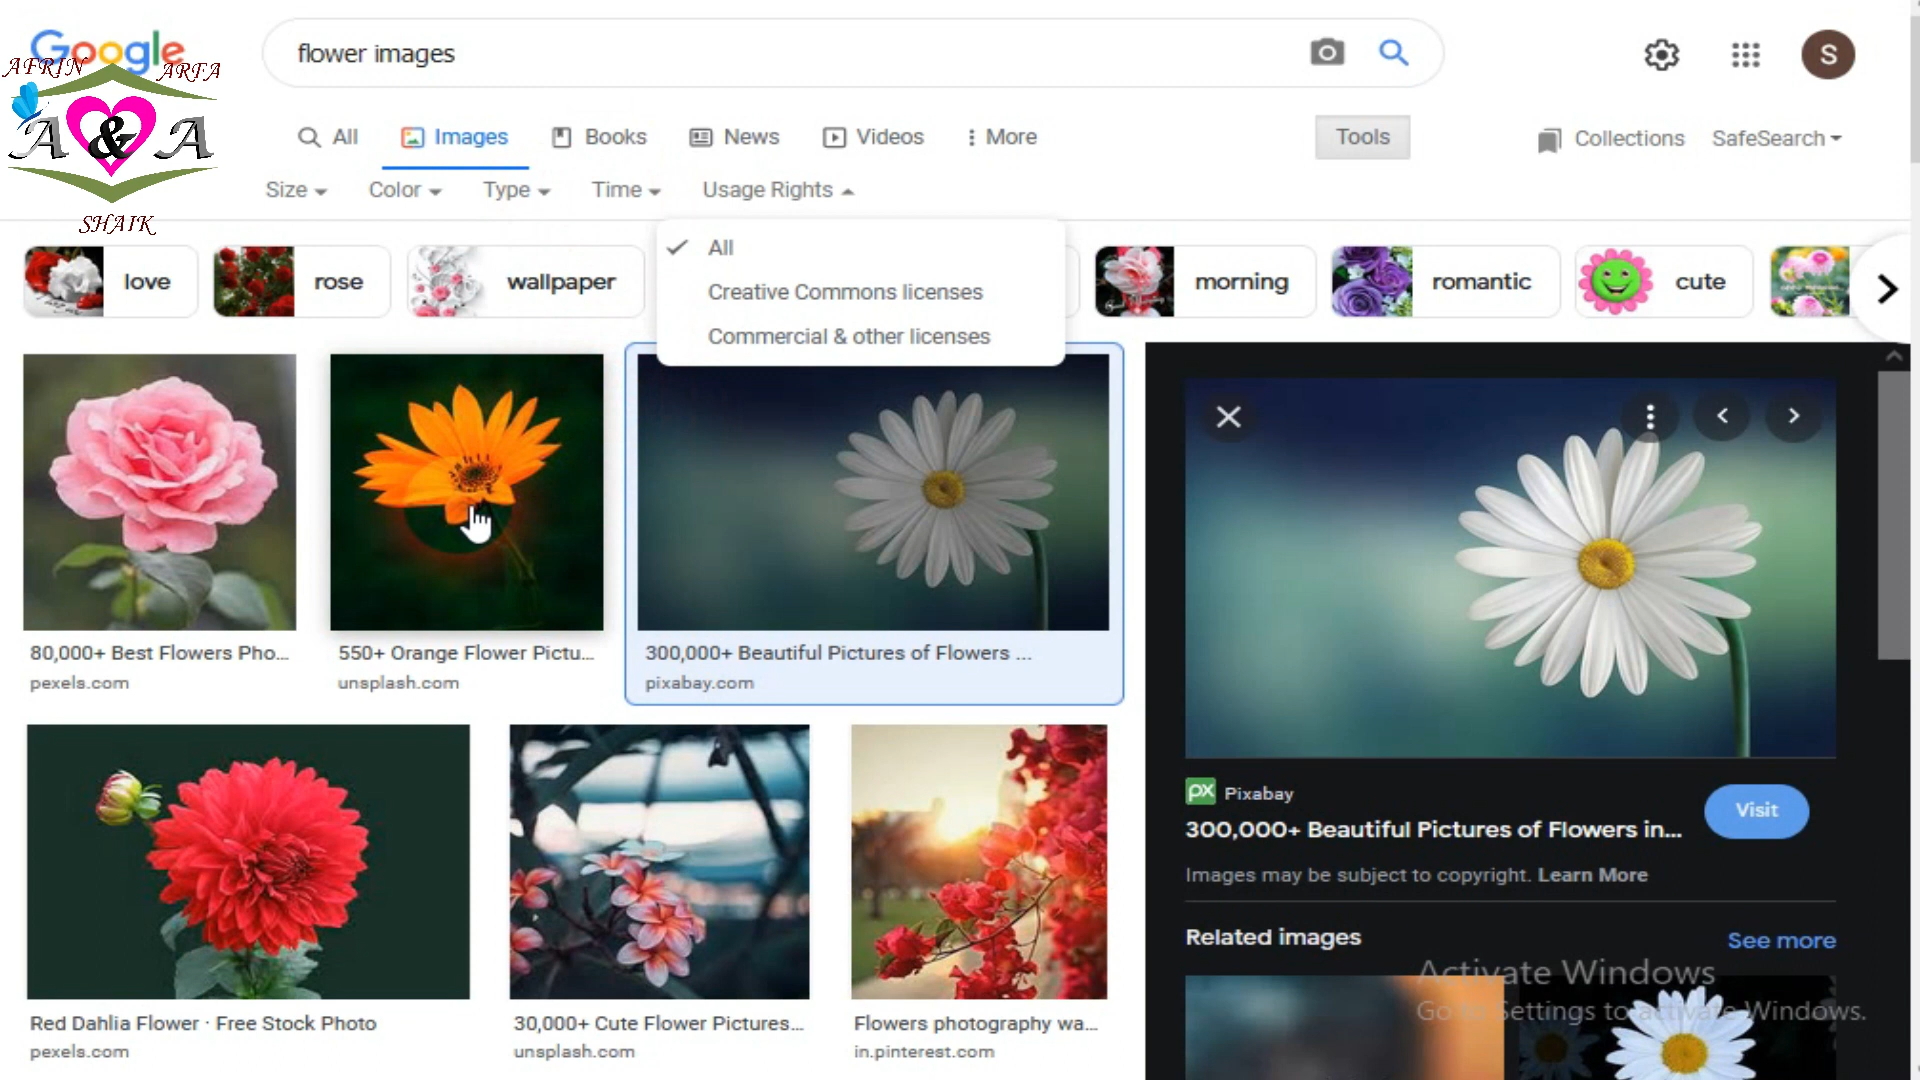 Google
flower images
S
AFRIN ARFA
A & A
SHAIK
All
Images
Books
News
Videos
More
Tools
Collections
SafeSearch
Size
Color
Type
Time
Usage Rights
All
Creative Commons licenses
Commercial & other licenses
love
rose
wallpaper
morning
romantic
cute
80,000+ Best Flowers Pho...
pexels.com
550+ Orange Flower Pictu...
unsplash.com
300,000+ Beautiful Pictures of Flowers ...
pixabay.com
px Pixabay
300,000+ Beautiful Pictures of Flowers in...
Visit
Images may be subject to copyright. Learn More
Related images
See more
Red Dahlia Flower · Free Stock Photo
pexels.com
30,000+ Cute Flower Pictures...
unsplash.com
Flowers photography wa...
in.pinterest.com
Activate Windows
Go to Settings to activate Windows.